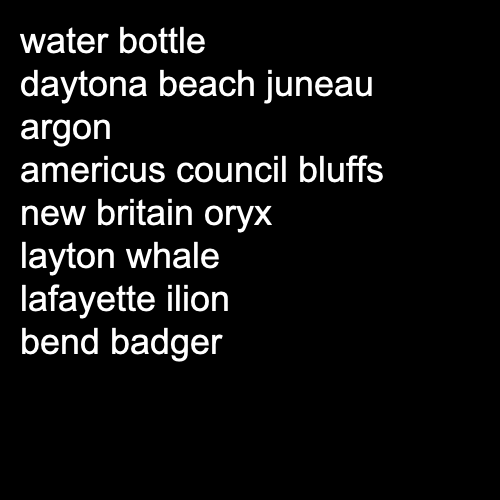 water bottle
daytona beach juneau
argon
americus council bluffs
new britain oryx
layton whale
lafayette ilion
bend badger